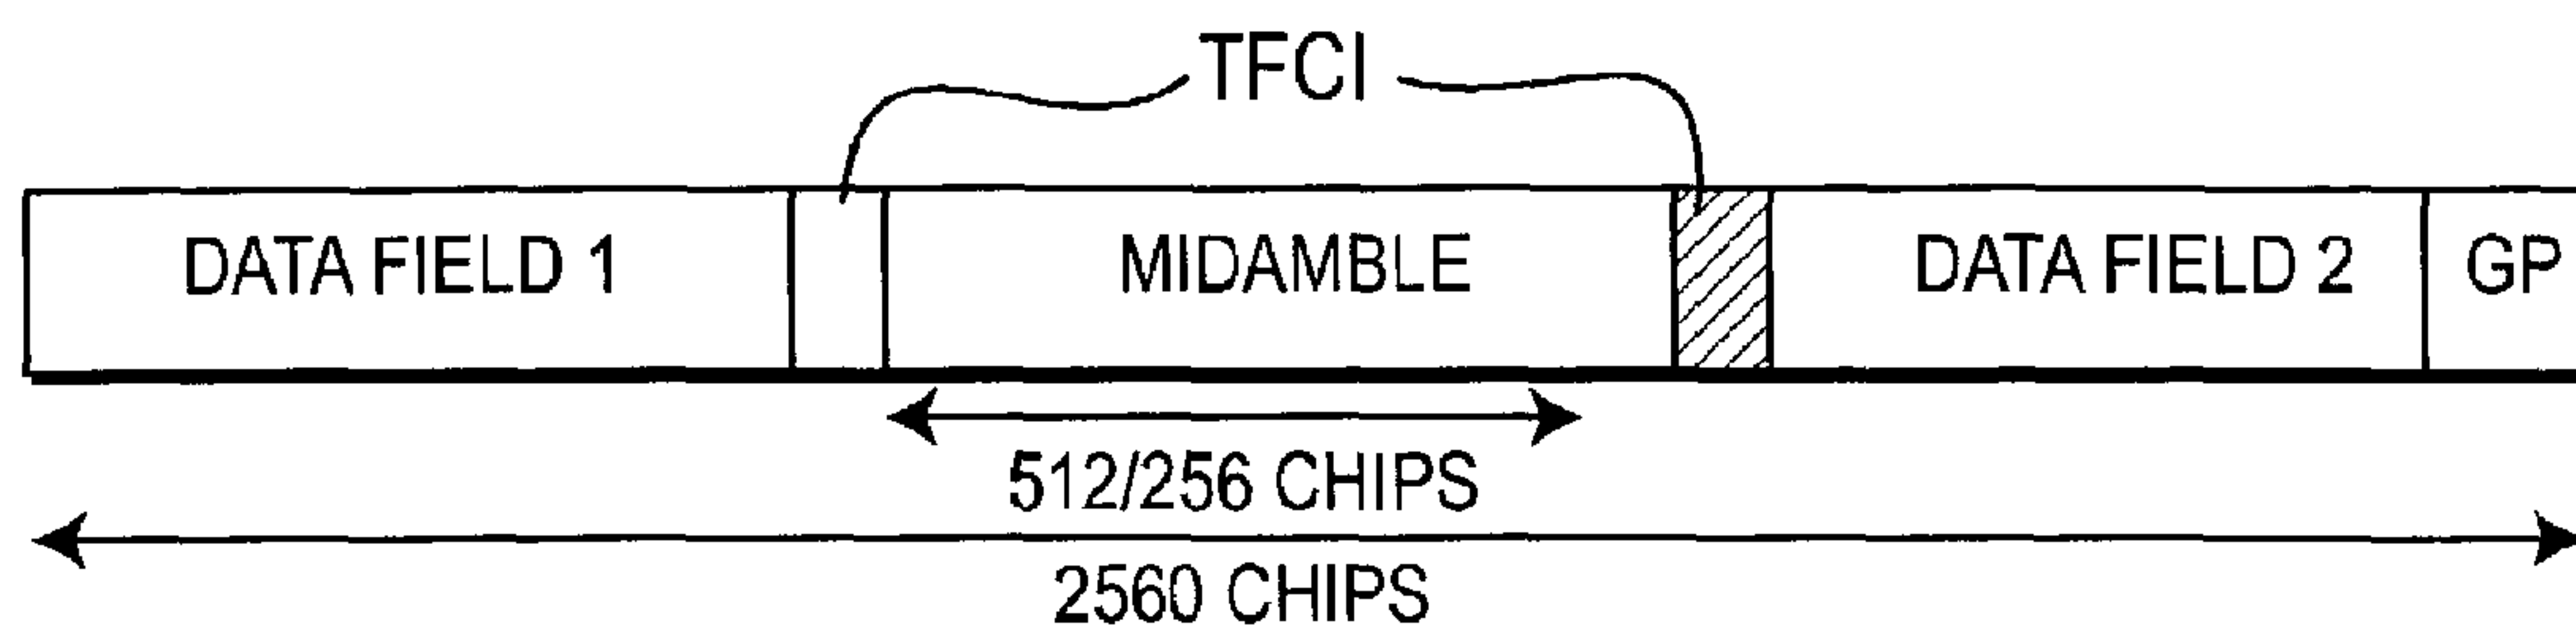 TFCI
DATA FIELD 1 MIDAMBLE DATA FIELD 2 GP
512/256 CHIPS
2560 CHIPS